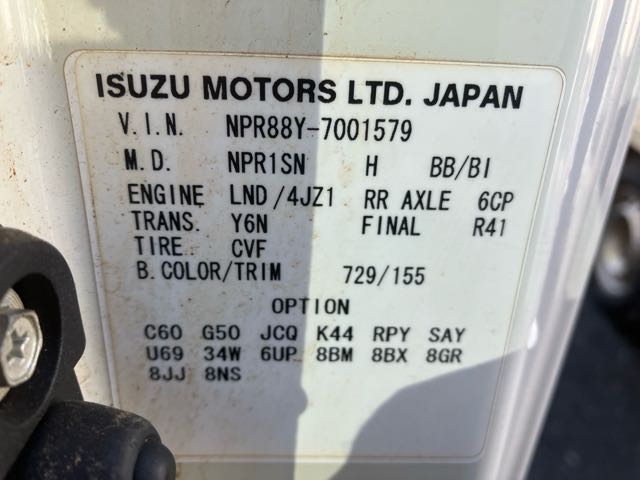 ISUZU MOTORS LTD. JAPAN
V.I.N. NPR88Y-7001579
M.D. NPR1SN H BB/BI
ENGINE LND/4JZ1 RR AXLE 6CP
TRANS. Y6N FINAL R41
TIRE CVF
B.COLOR/TRIM 729/155
OPTION
C60 G50 JCQ K44 RPY SAY
U69 34W 6UP 8BM 8BX 8GR
8JJ 8NS